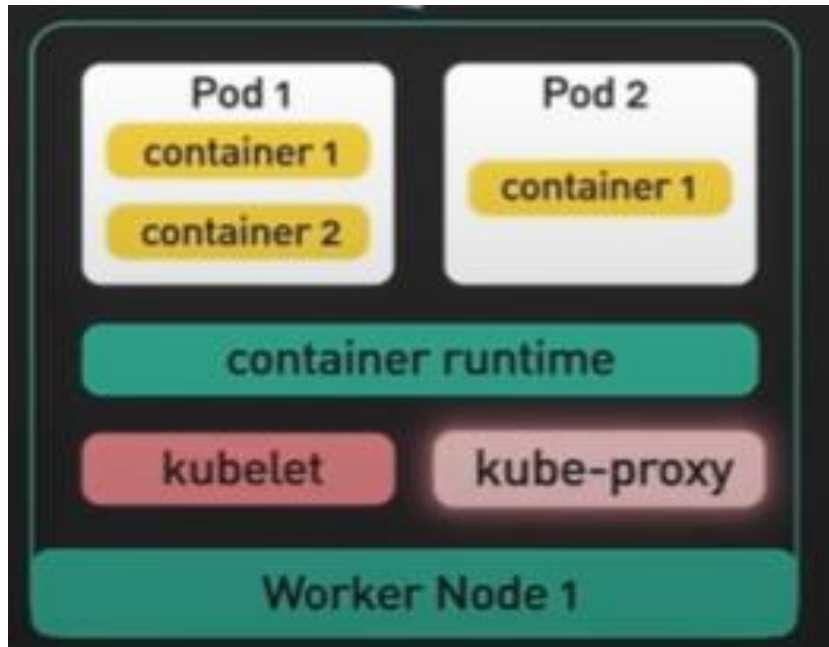 Pod 1
container 1
container 2
Pod 2
container 1
container runtime
kubelet
kube-proxy
Worker Node 1